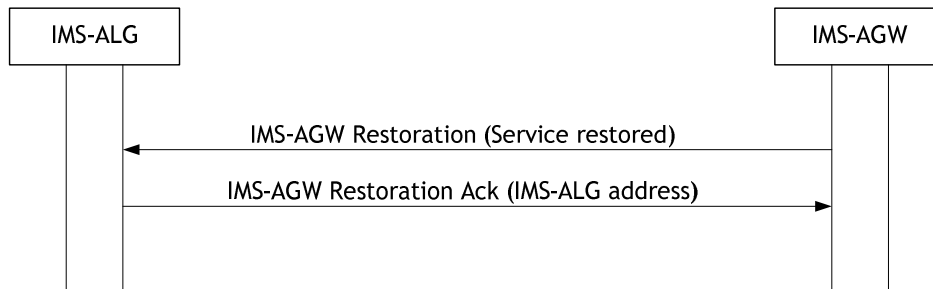 IMS-ALG
IMS-AGW
IMS-AGW Restoration (Service restored)
IMS-AGW Restoration Ack (IMS-ALG address)